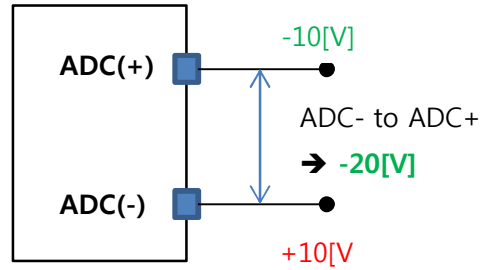 -10[V]
ADC(+)
ADC- to ADC+
➔ -20[V]
ADC(-)
+10[V